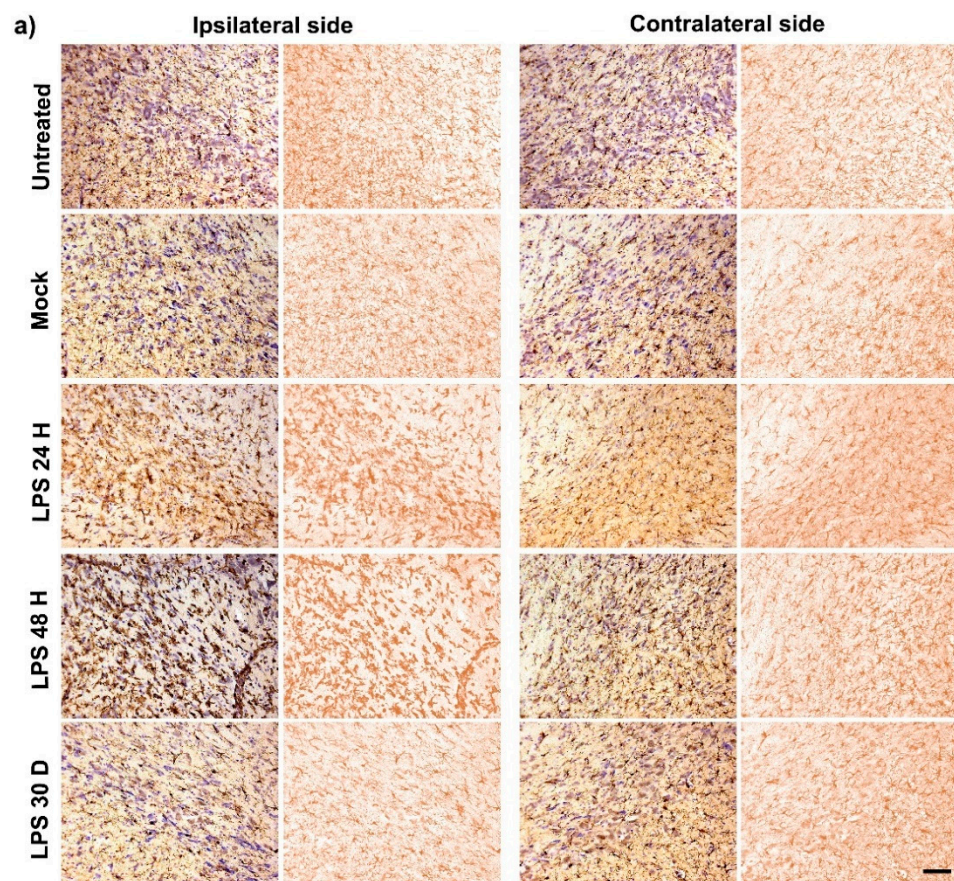 a)
Ipsilateral side
Contralateral side
Untreated
Mock
LPS 24 H
LPS 48 H
LPS 30 D